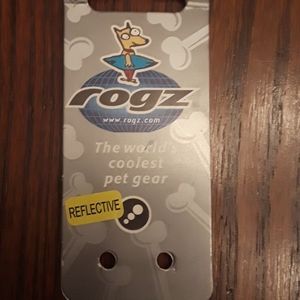 rogz
www.rogz.com
The world's
coolest
pet gear
REFLECTIVE